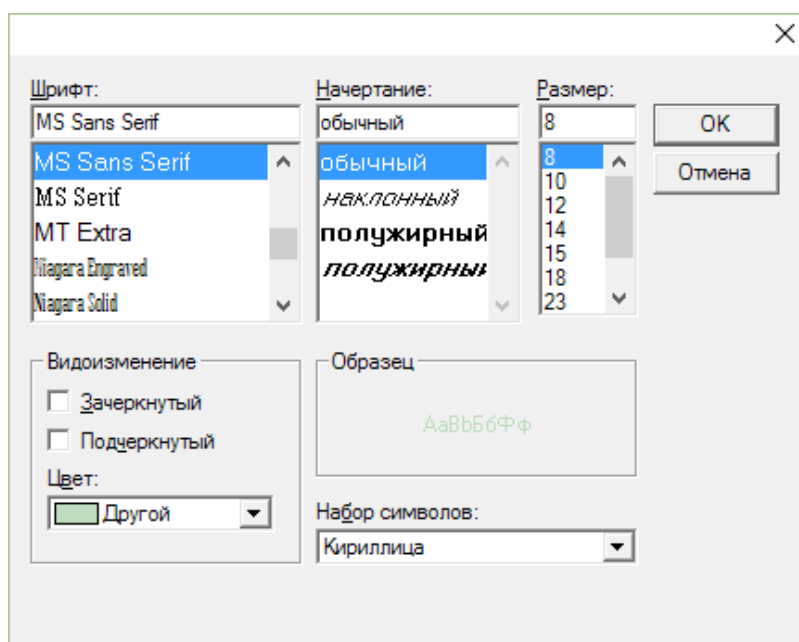 Шрифт:
MS Sans Serif
MS Sans Serif
MS Serif
MT Extra
Niagara Engraved
Niagara Solid
Начертание:
обычный
обычный
наклонный
полужирный
полужирный
Размер:
8
8
10
12
14
15
18
23
OK
Отмена
Видоизменение
Зачеркнутый
Подчеркнутый
Цвет:
Другой
Образец
АаBbБбФф
Набор символов:
Кириллица